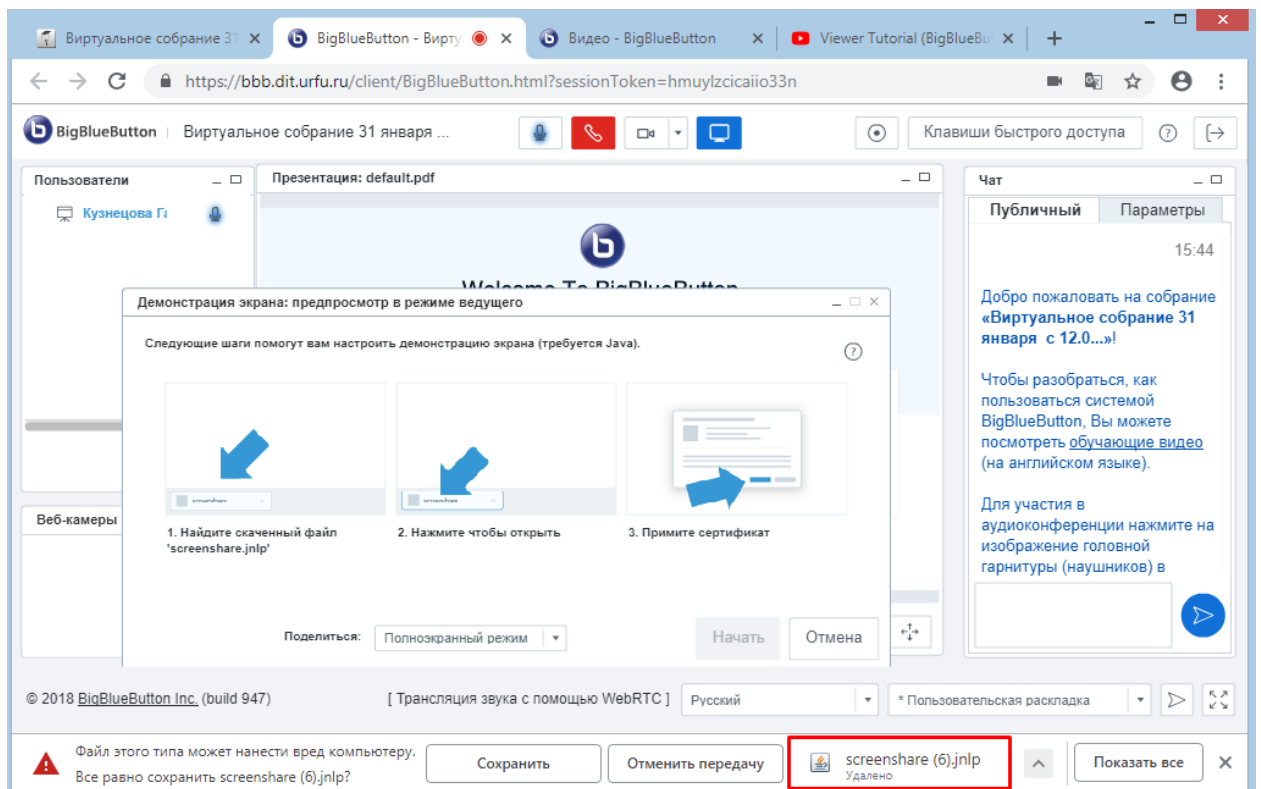 Виртуальное собрание 31
BigBlueButton - Вирту
Видео - BigBlueButton
Viewer Tutorial (BigBlueBu
https://bbb.dit.urfu.ru/client/BigBlueButton.html?sessionToken=hmuylzcicaiio33n
BigBlueButton
Виртуальное собрание 31 января ...
Клавиши быстрого доступа
Пользователи
Кузнецова Га
Презентация: default.pdf
Welcome To BigBlueButton
Чат
Публичный
Параметры
15:44
Добро пожаловать на собрание
«Виртуальное собрание 31
января с 12.0...»!
Чтобы разобраться, как
пользоваться системой
BigBlueButton, Вы можете
посмотреть обучающие видео
(на английском языке).
Для участия в
аудиоконференции нажмите на
изображение головной
гарнитуры (наушников) в
Демонстрация экрана: предпросмотр в режиме ведущего
Следующие шаги помогут вам настроить демонстрацию экрана (требуется Java).
1. Найдите скаченный файл
'screenshare.jnlp'
2. Нажмите чтобы открыть
3. Примите сертификат
Поделиться:
Полноэкранный режим
Начать
Отмена
Веб-камеры
© 2018 BigBlueButton Inc. (build 947)
[ Трансляция звука с помощью WebRTC ]
Русский
* Пользовательская раскладка
Файл этого типа может нанести вред компьютеру.
Все равно сохранить screenshare (6).jnlp?
Сохранить
Отменить передачу
screenshare (6).jnlp
Удалено
Показать все